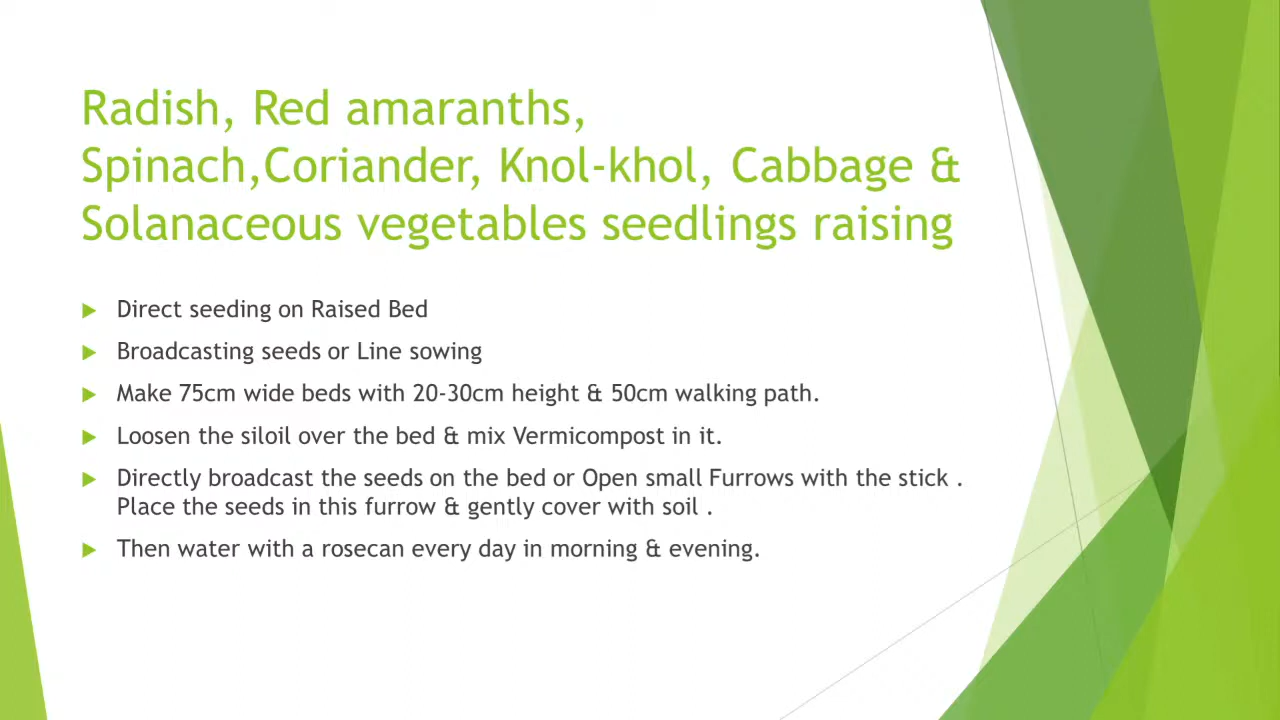 Radish, Red amaranths,
Spinach,Coriander, Knol-khol, Cabbage &
Solanaceous vegetables seedlings raising
Direct seeding on Raised Bed
Broadcasting seeds or Line sowing
Make 75cm wide beds with 20-30cm height & 50cm walking path.
Loosen the siloil over the bed & mix Vermicompost in it.
Directly broadcast the seeds on the bed or Open small Furrows with the stick .
Place the seeds in this furrow & gently cover with soil .
Then water with a rosecan every day in morning & evening.